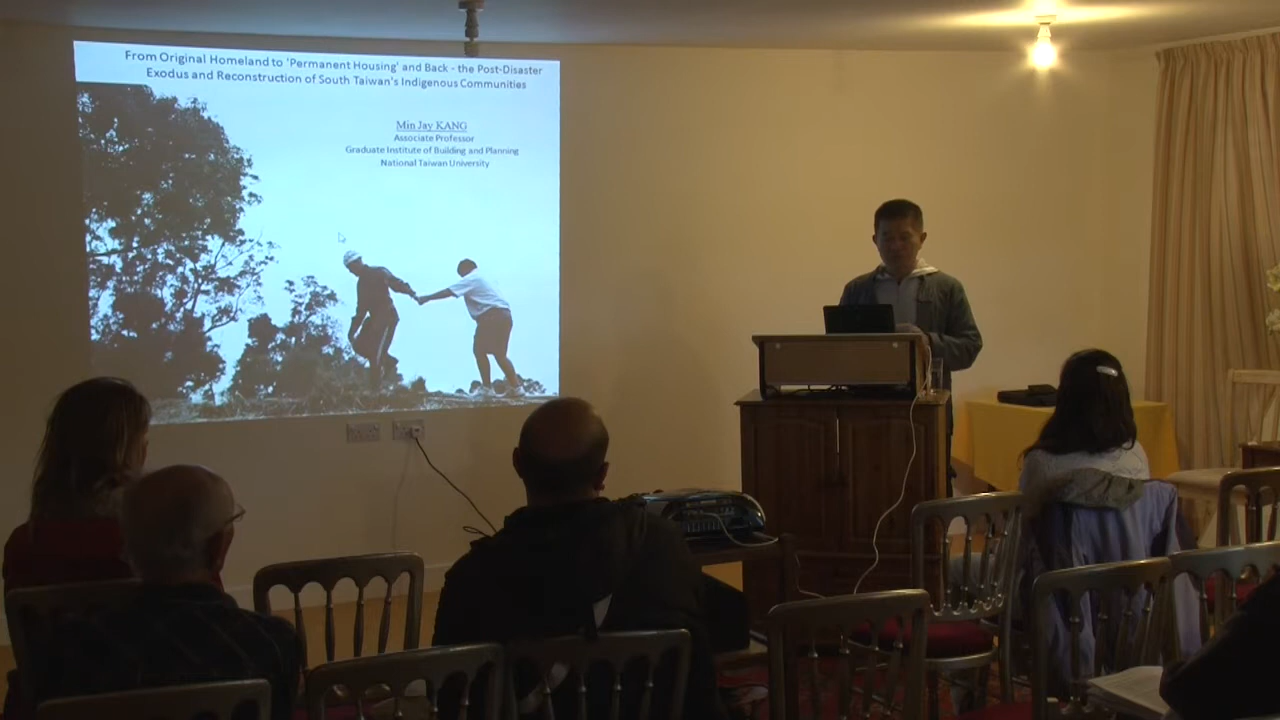 From Original Homeland to 'Permanent Housing' and Back - the Post-Disaster
Exodus and Reconstruction of South Taiwan's Indigenous Communities
Min Jay KANG
Associate Professor
Graduate Institute of Building and Planning
National Taiwan University